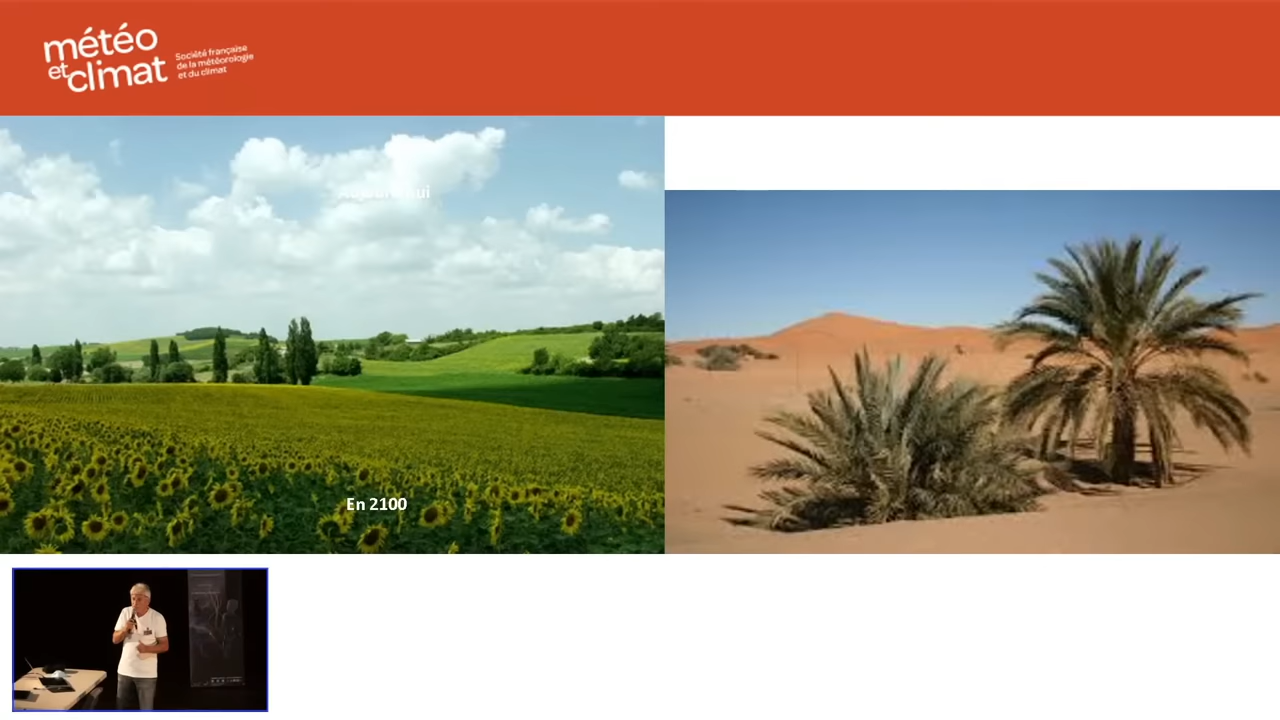 météo
et climat
Société française
de la météorologie
et du climat
En 2100